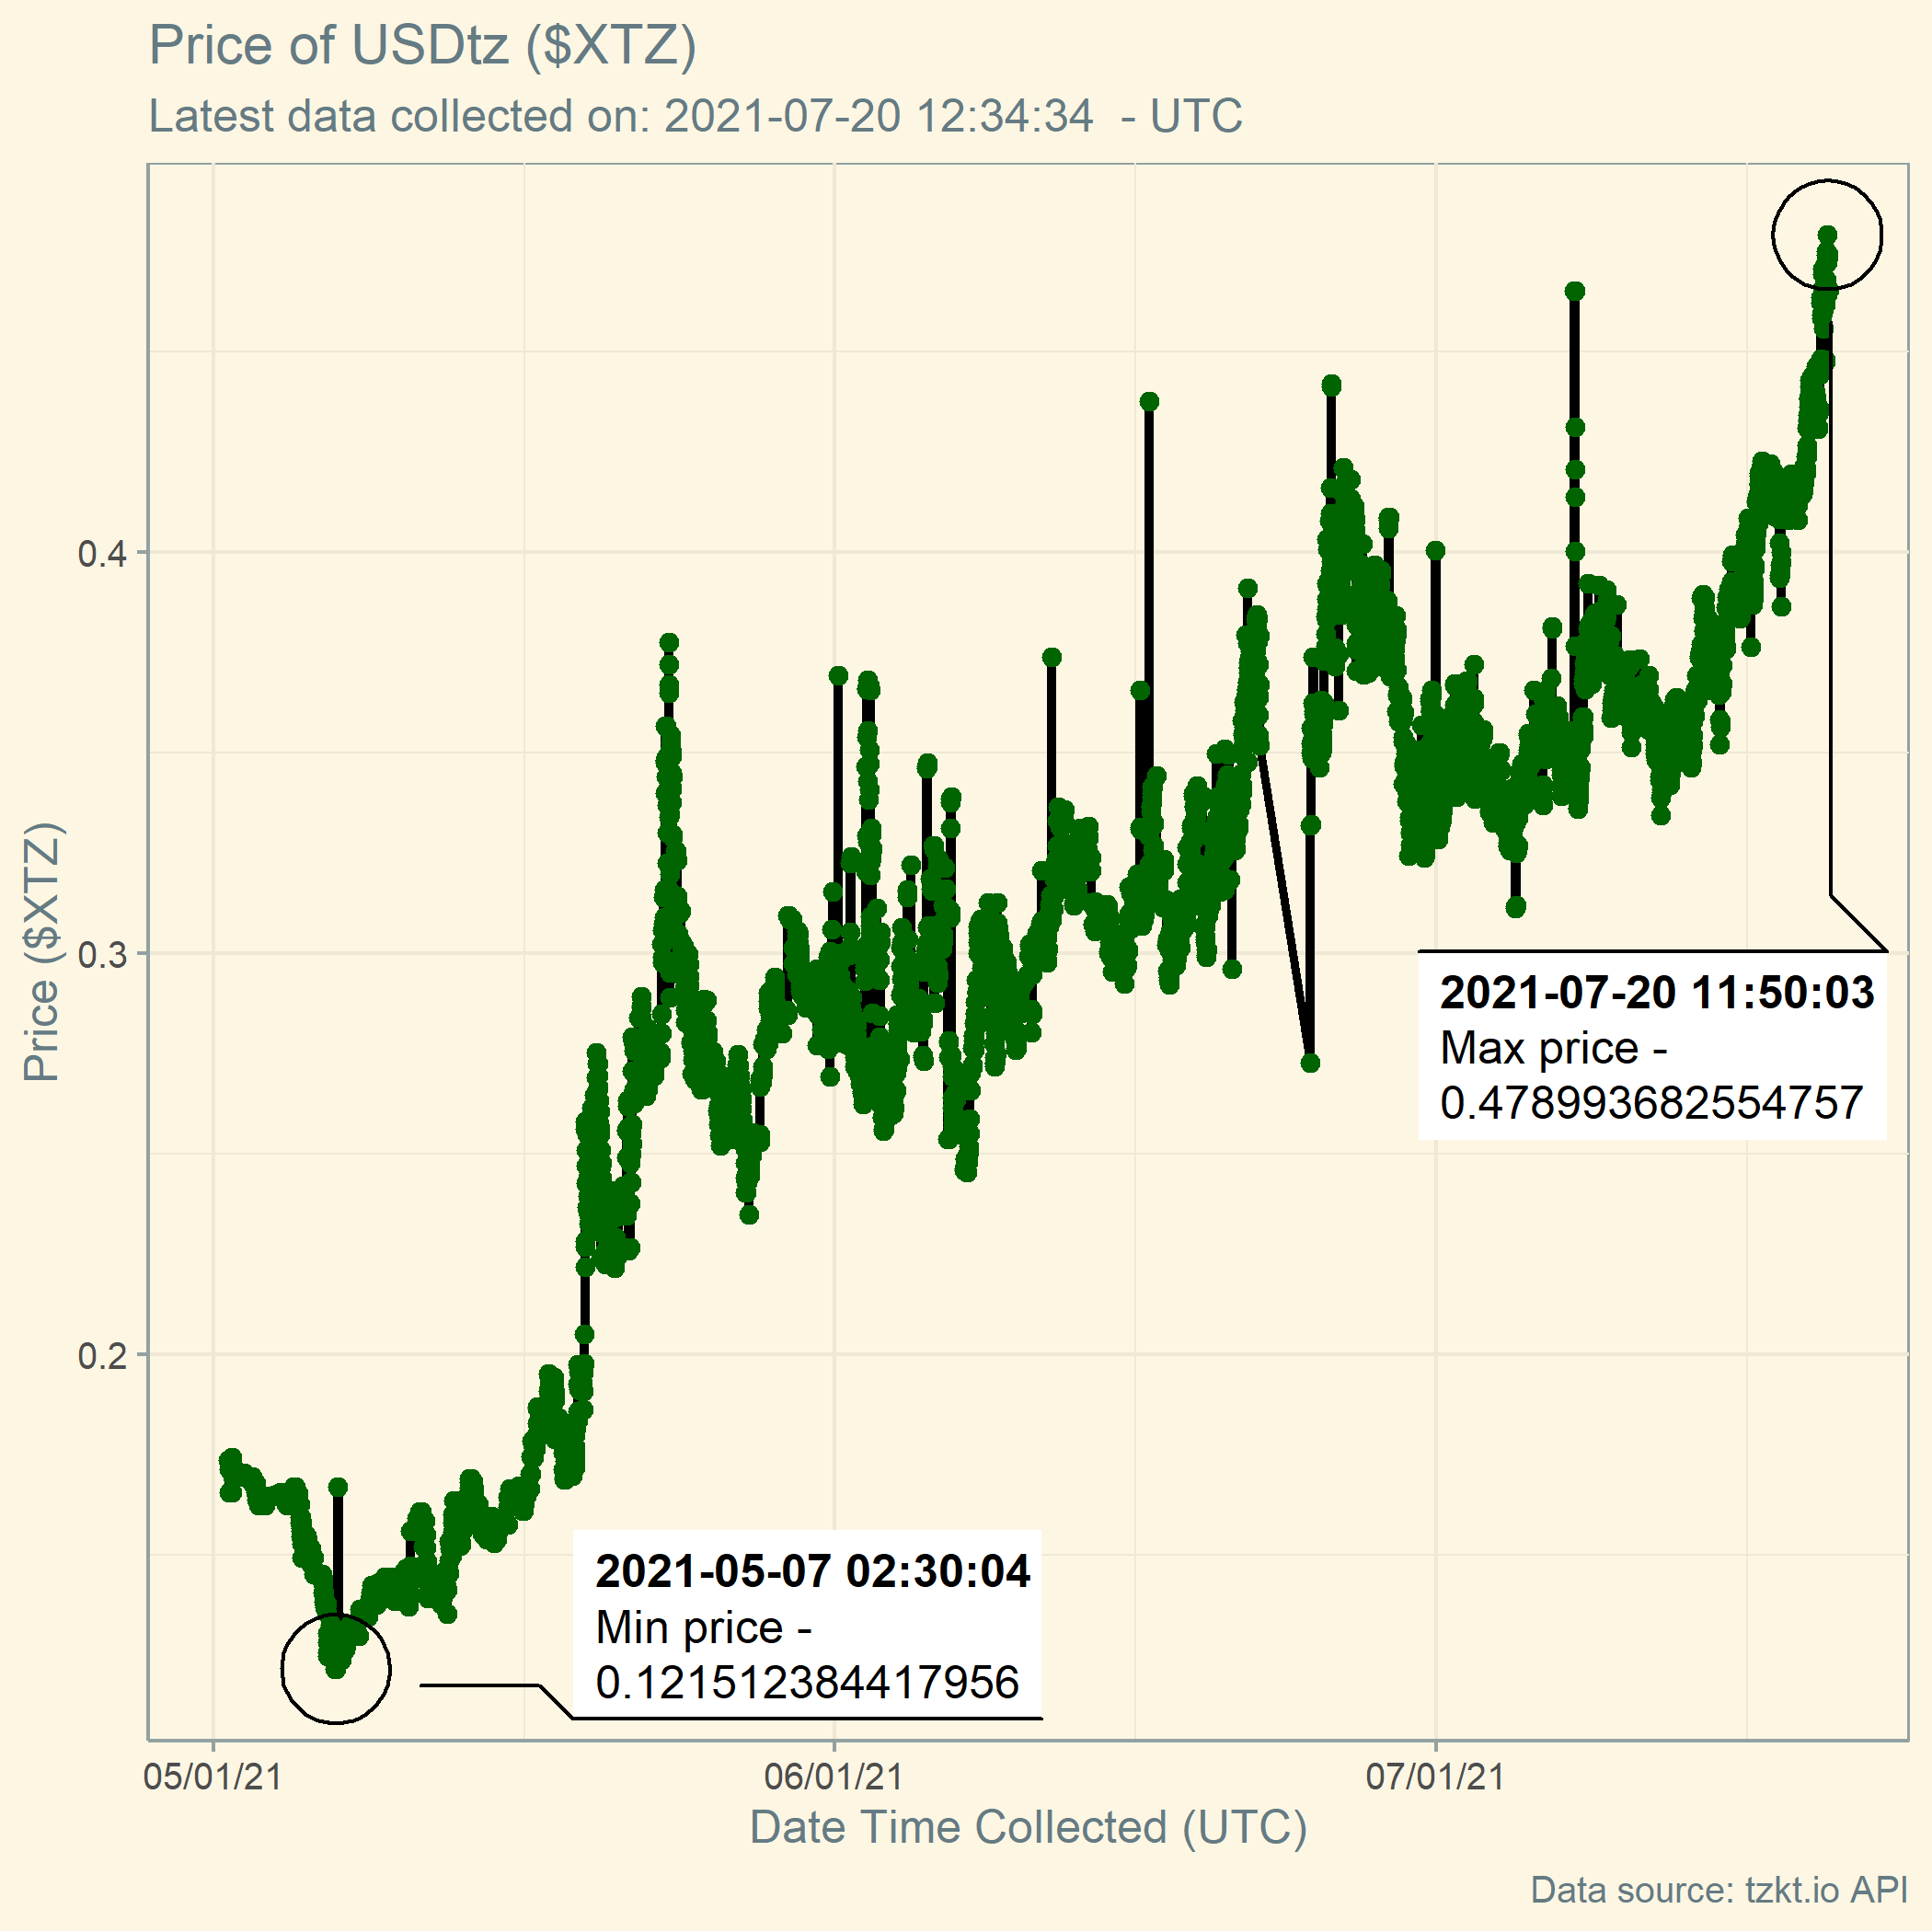 Price of USDtz ($XTZ)
Latest data collected on: 2021-07-20 12:34:34  - UTC
Price ($XTZ)
0.4
0.3
0.2
2021-07-20 11:50:03
Max price -
0.478993682554757
2021-05-07 02:30:04
Min price -
0.121512384417956
05/01/21
06/01/21
07/01/21
Date Time Collected (UTC)
Data source: tzkt.io API